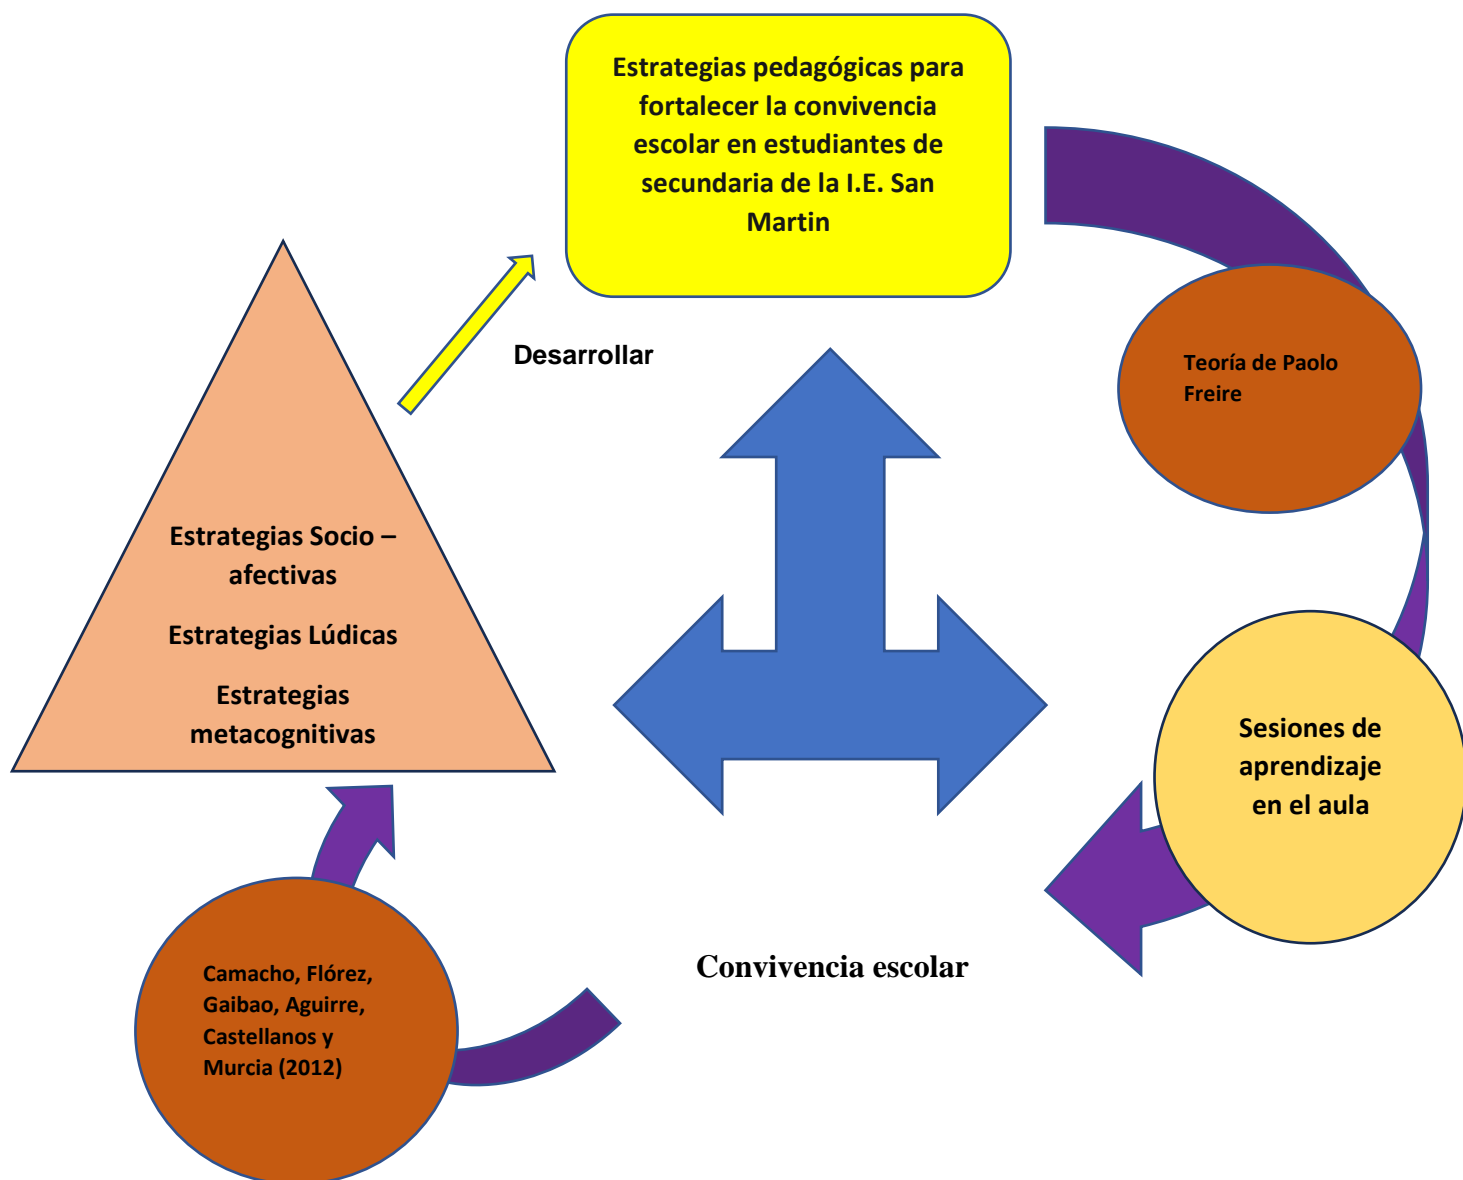 Estrategias pedagógicas para
fortalecer la convivencia
escolar en estudiantes de
secundaria de la I.E. San
Martin
Desarrollar
Teoría de Paolo
Freire
Estrategias Socio –
afectivas
Estrategias Lúdicas
Estrategias
metacognitivas
Sesiones de
aprendizaje
en el aula
Convivencia escolar
Camacho, Flórez,
Gaibao, Aguirre,
Castellanos y
Murcia (2012)